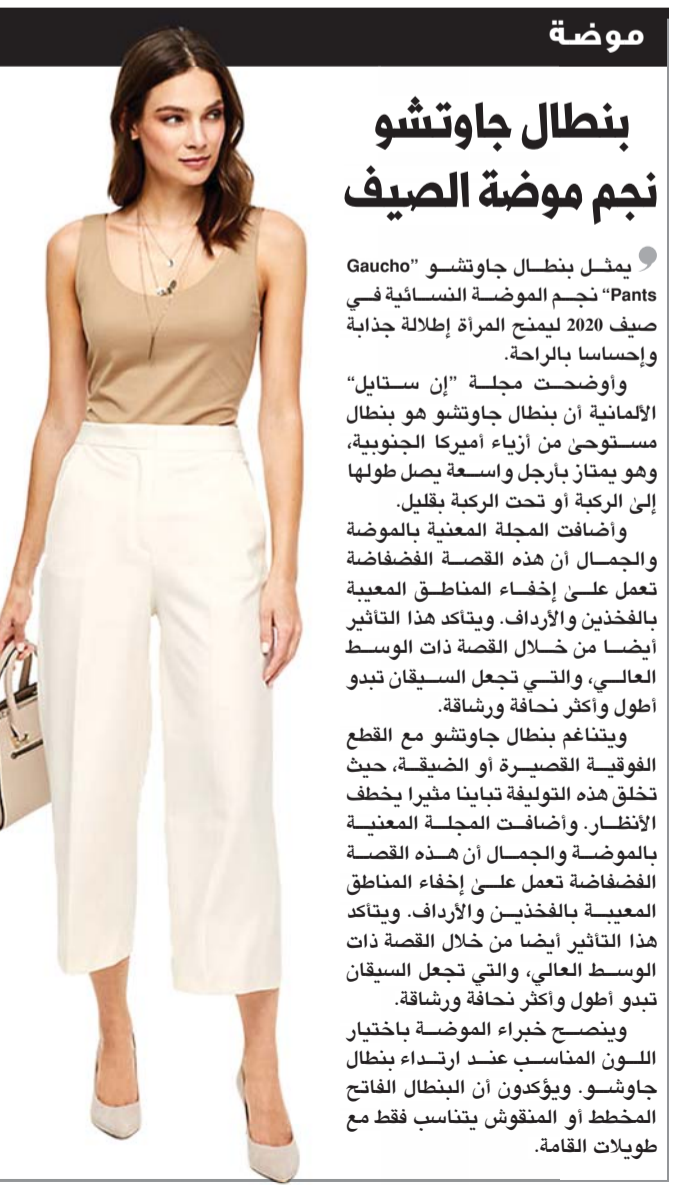 موضة
بنطال جاوتشو
نجم موضة الصيف
يمثل بنطال جاوتشو ”Gaucho
Pants“ نجم الموضة النسائية في
صيف 2020 ليمنح المرأة إطلالة جذابة
وإحساسا بالراحة.
وأوضحت مجلة ”إن ستايل“
الألمانية أن بنطال جاوتشو هو بنطال
مستوحىٰ من أزياء أميركا الجنوبية،
وهو يمتاز بأرجل واسعة يصل طولها
إلىٰ الركبة أو تحت الركبة بقليل.
وأضافت المجلة المعنية بالموضة
والجمال أن هذه القصة الفضفاضة
تعمل علىٰ إخفاء المناطق المعيبة
بالفخذين والأرداف. ويتأكد هذا التأثير
أيضا من خلال القصة ذات الوسط
العالي، والتي تجعل السيقان تبدو
أطول وأكثر نحافة ورشاقة.
ويتناغم بنطال جاوتشو مع القطع
الفوقية القصيرة أو الضيقة، حيث
تخلق هذه التوليفة تباينا مثيرا يخطف
الأنظار. وأضافت المجلة المعنية
بالموضة والجمال أن هذه القصة
الفضفاضة تعمل علىٰ إخفاء المناطق
المعيبة بالفخذين والأرداف. ويتأكد
هذا التأثير أيضا من خلال القصة ذات
الوسط العالي، والتي تجعل السيقان
تبدو أطول وأكثر نحافة ورشاقة.
وينصح خبراء الموضة باختيار
اللون المناسب عند ارتداء بنطال
جاوشو. ويؤكدون أن البنطال الفاتح
المخطط أو المنقوش يتناسب فقط مع
طويلات القامة.